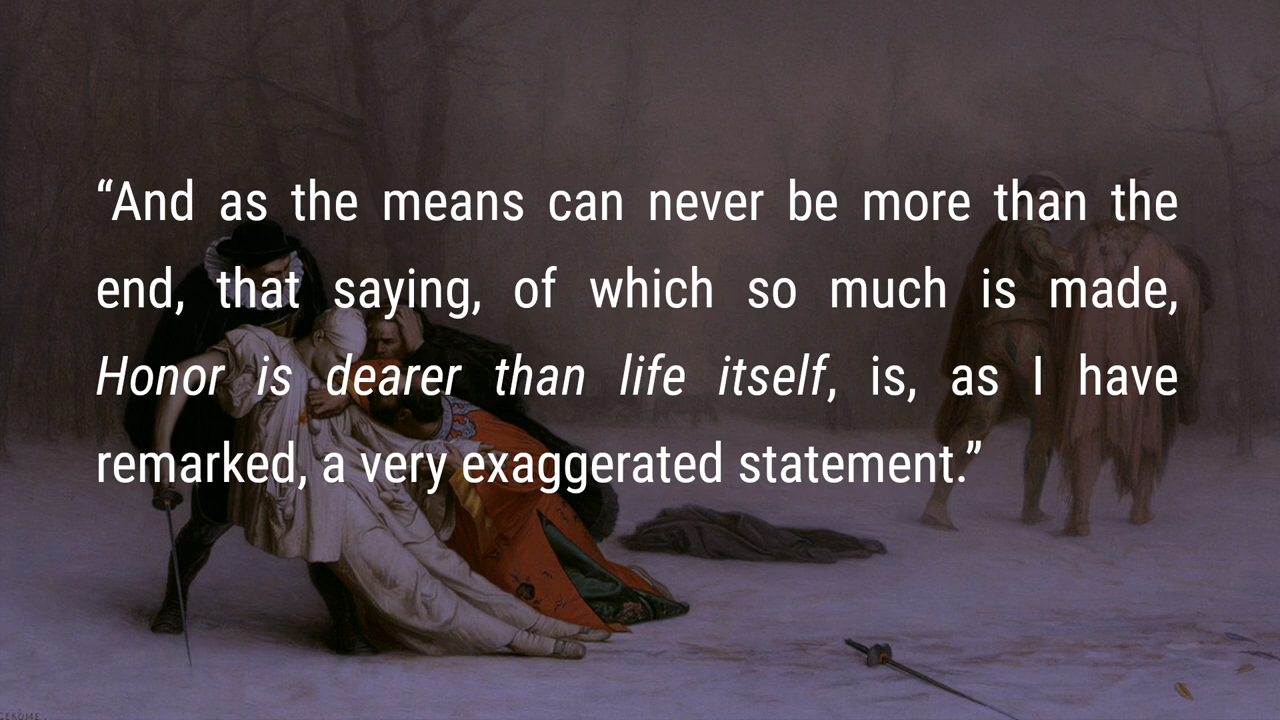 “And as the means can never be more than the
end, that saying, of which so much is made,
Honor is dearer than life itself, is, as I have
remarked, a very exaggerated statement.”
GEROME.